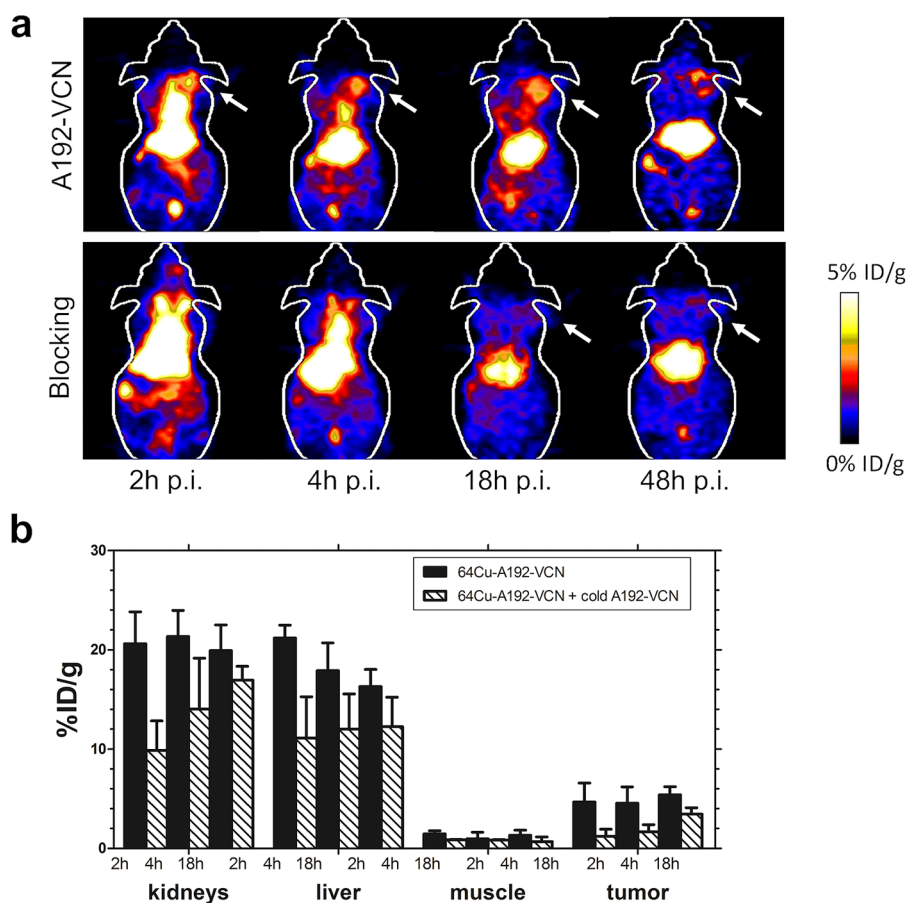 a
A192-VCN
Blocking
2h p.i. 4h p.i. 18h p.i. 48h p.i.
5% ID/g
0% ID/g
b
30
20
10
0
%ID/g
64Cu-A192-VCN
64Cu-A192-VCN + cold A192-VCN
2h 4h 18h 2h 4h 18h 2h 4h 18h 2h 4h 18h
kidneys liver muscle tumor